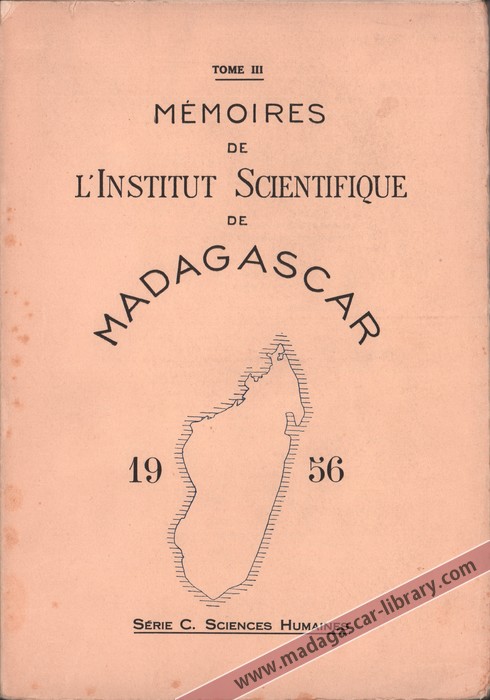 TOME III
MÉMOIRES
DE
L'INSTITUT SCIENTIFIQUE
DE
MADAGASCAR
19 56
SÉRIE C. SCIENCES HUMAINES
www.madagascar-library.com